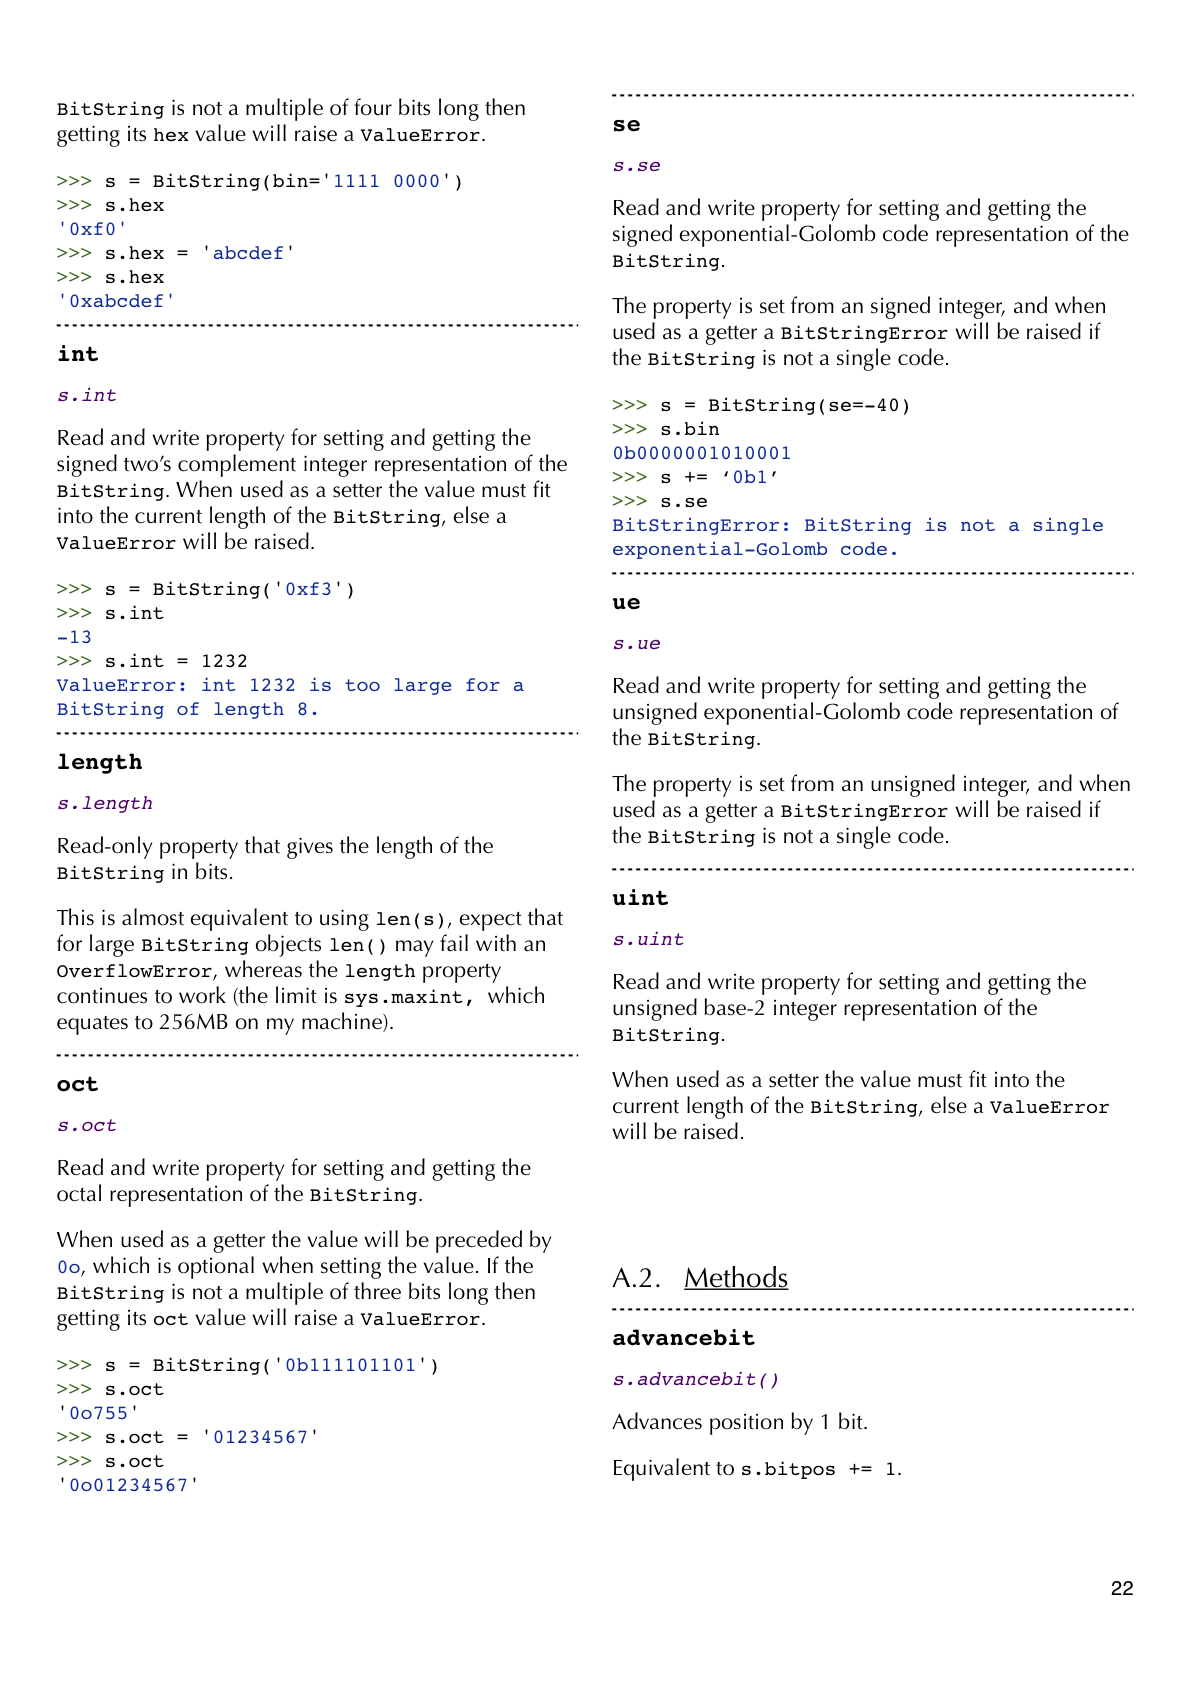 BitString is not a multiple of four bits long then
getting its hex value will raise a ValueError.
>>> s = BitString(bin='1111 0000')
>>> s.hex
'0xf0'
>>> s.hex = 'abcdef'
>>> s.hex
'0xabcdef'
int
s.int
Read and write property for setting and getting the
signed two’s complement integer representation of the
BitString. When used as a setter the value must fit
into the current length of the BitString, else a
ValueError will be raised.
>>> s = BitString('0xf3')
>>> s.int
-13
>>> s.int = 1232
ValueError: int 1232 is too large for a
BitString of length 8.
length
s.length
Read-only property that gives the length of the
BitString in bits.
This is almost equivalent to using len(s), expect that
for large BitString objects len() may fail with an
OverflowError, whereas the length property
continues to work (the limit is sys.maxint, which
equates to 256MB on my machine).
oct
s.oct
Read and write property for setting and getting the
octal representation of the BitString.
When used as a getter the value will be preceded by
0o, which is optional when setting the value. If the
BitString is not a multiple of three bits long then
getting its oct value will raise a ValueError.
>>> s = BitString('0b111101101')
>>> s.oct
'0o755'
>>> s.oct = '01234567'
>>> s.oct
'0o01234567'
se
s.se
Read and write property for setting and getting the
signed exponential-Golomb code representation of the
BitString.
The property is set from an signed integer, and when
used as a getter a BitStringError will be raised if
the BitString is not a single code.
>>> s = BitString(se=-40)
>>> s.bin
0b0000001010001
>>> s += ‘0b1’
>>> s.se
BitStringError: BitString is not a single
exponential-Golomb code.
ue
s.ue
Read and write property for setting and getting the
unsigned exponential-Golomb code representation of
the BitString.
The property is set from an unsigned integer, and when
used as a getter a BitStringError will be raised if
the BitString is not a single code.
uint
s.uint
Read and write property for setting and getting the
unsigned base-2 integer representation of the
BitString.
When used as a setter the value must fit into the
current length of the BitString, else a ValueError
will be raised.
A.2. Methods
advancebit
s.advancebit()
Advances position by 1 bit.
Equivalent to s.bitpos += 1.
22